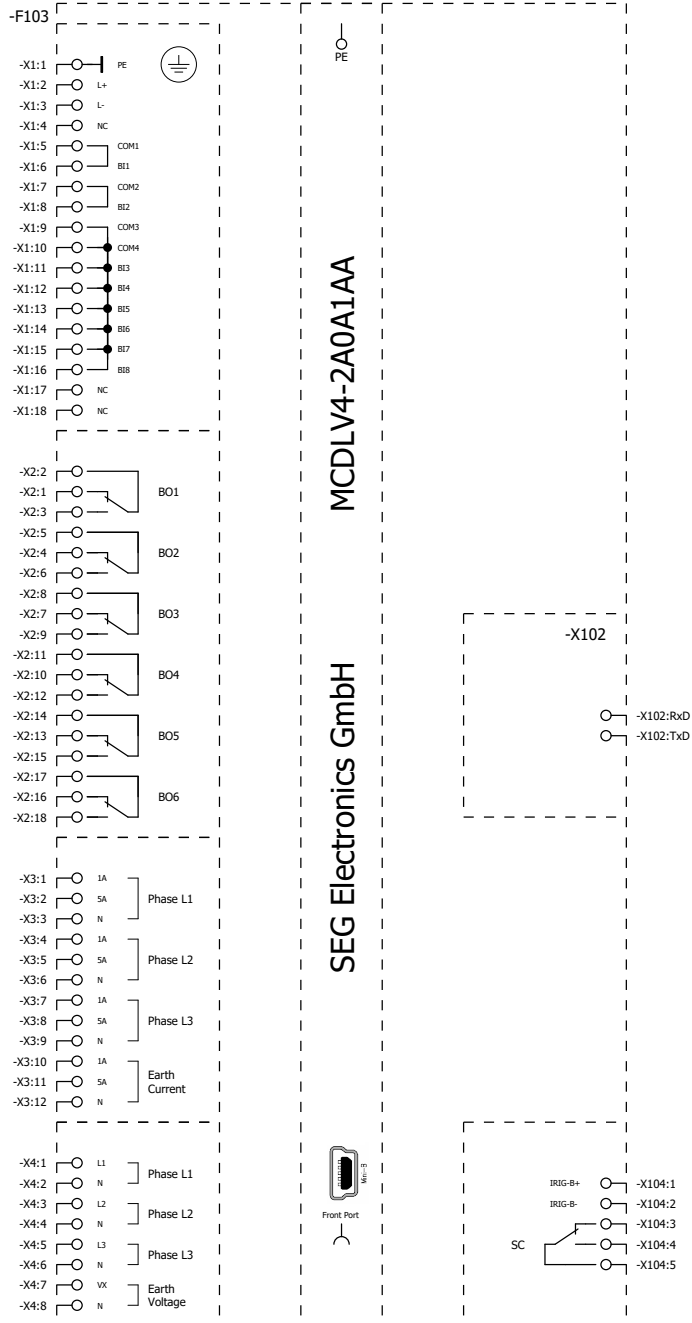 -F103
PE
-X1:1 PE
-X1:2 L+
-X1:3 L-
-X1:4 NC
-X1:5 COM1
-X1:6 BI1
-X1:7 COM2
-X1:8 BI2
-X1:9 COM3
-X1:10 COM4
-X1:11 BI3
-X1:12 BI4
-X1:13 BI5
-X1:14 BI6
-X1:15 BI7
-X1:16 BI8
-X1:17 NC
-X1:18 NC
-X2:2
-X2:1 BO1
-X2:3
-X2:5
-X2:4 BO2
-X2:6
-X2:8
-X2:7 BO3
-X2:9
-X2:11
-X2:10 BO4
-X2:12
-X2:14
-X2:13 BO5
-X2:15
-X2:17
-X2:16 BO6
-X2:18
-X3:1 1A
-X3:2 5A Phase L1
-X3:3 N
-X3:4 1A
-X3:5 5A Phase L2
-X3:6 N
-X3:7 1A
-X3:8 5A Phase L3
-X3:9 N
-X3:10 1A
Earth
-X3:11 5A
Current
-X3:12 N
-X4:1 L1
Phase L1
-X4:2 N
-X4:3 L2
Phase L2
-X4:4 N
-X4:5 L3
Phase L3
-X4:6 N
-X4:7 VX
Earth
Voltage
-X4:8 N
MCDLV4-2A0A1AA
SEG Electronics GmbH
Mini-B
Front Port
-X102
-X102:RxD
-X102:TxD
IRIG-B+ -X104:1
IRIG-B- -X104:2
-X104:3
SC -X104:4
-X104:5